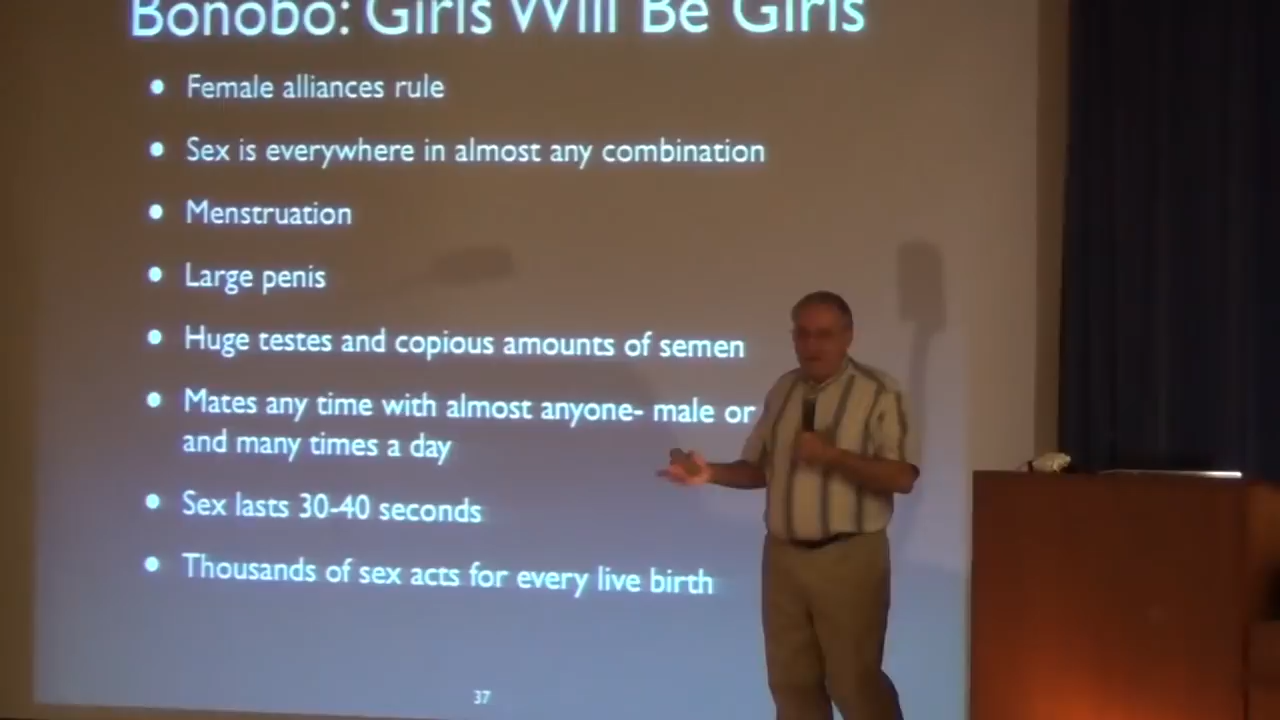 Bonobo: Girls Will Be Girls
• Female alliances rule
• Sex is everywhere in almost any combination
• Menstruation
• Large penis
• Huge testes and copious amounts of semen
• Mates any time with almost anyone- male or
and many times a day
• Sex lasts 30-40 seconds
• Thousands of sex acts for every live birth
37